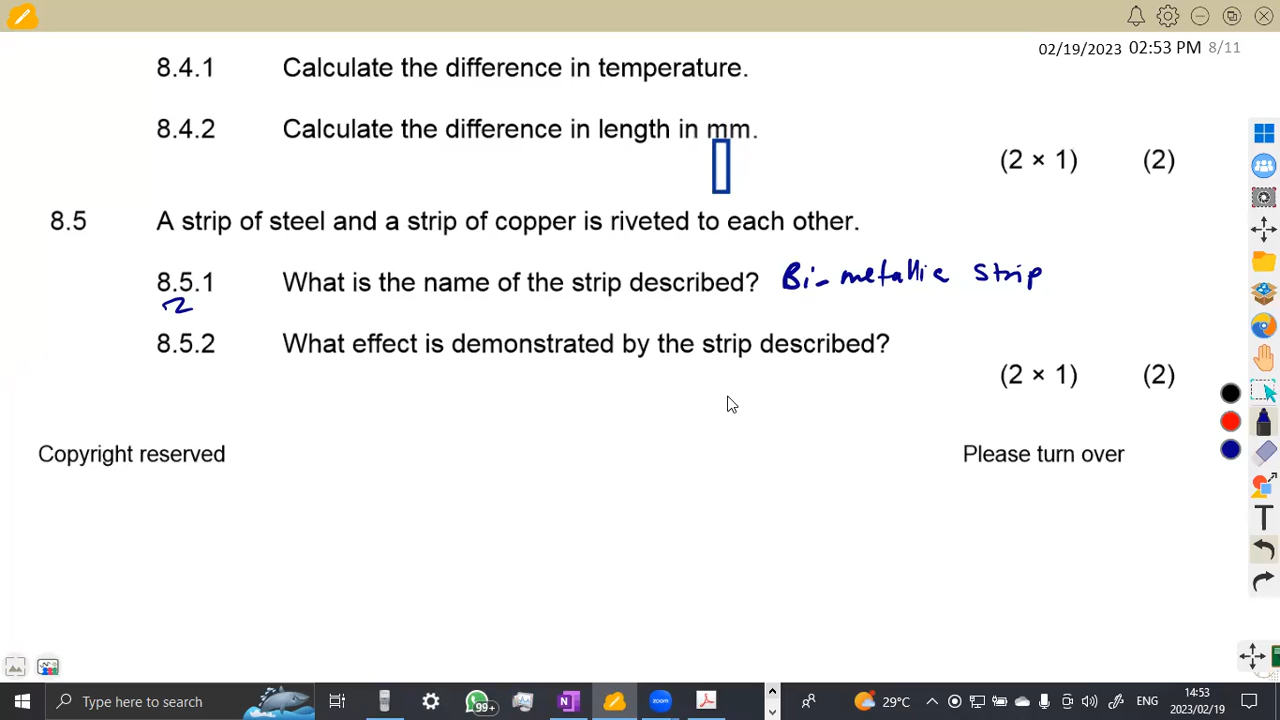 02/19/2023 02:53 PM 8/11
8.4.1 Calculate the difference in temperature.
8.4.2 Calculate the difference in length in mm.
(2 × 1) (2)
8.5 A strip of steel and a strip of copper is riveted to each other.
8.5.1 What is the name of the strip described? Bi-metallic strip
2
8.5.2 What effect is demonstrated by the strip described?
(2 × 1) (2)
Copyright reserved Please turn over
T
Type here to search 99+ zoom 29°C ENG 14:53
2023/02/19